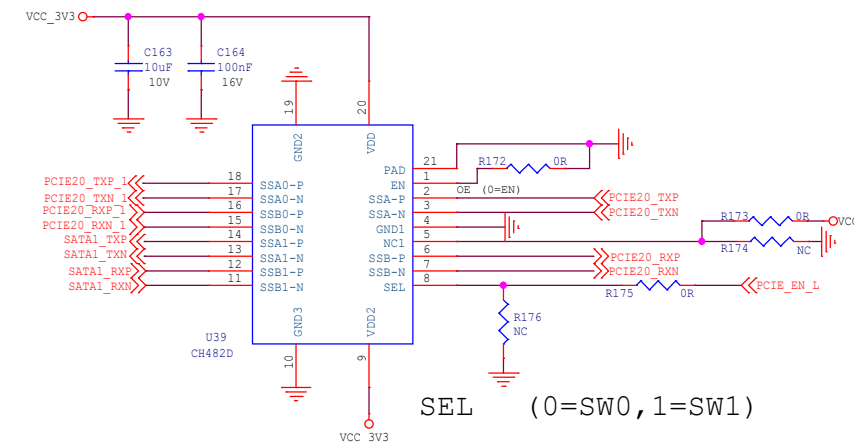 VCC_3V3
C163
10uF
10V
C164
100nF
16V
19
20
GND2
VDD
PCIE20_TXP_1 18 SSA0-P
PCIE20_TXN_1 17 SSA0-N
PCIE20_RXP_1 16 SSB0-P
PCIE20_RXN_1 15 SSB0-N
SATA1_TXP 14 SSA1-P
SATA1_TXN 13 SSA1-N
SATA1_RXP 12 SSB1-P
SATA1_RXN 11 SSB1-N
PAD 21
EN 1 R172 0R
OE (0=EN)
SSA-P 2 PCIE20_TXP
SSA-N 3 PCIE20_TXN
GND1 4
NC1 5
R173 0R VCC
R174 NC
SSB-P 6 PCIE20_RXP
SSB-N 7 PCIE20_RXN
SEL 8 R175 0R PCIE_EN_L
R176
NC
GND3
VDD2
10
9
U39
CH482D
VCC_3V3
SEL (0=SW0,1=SW1)